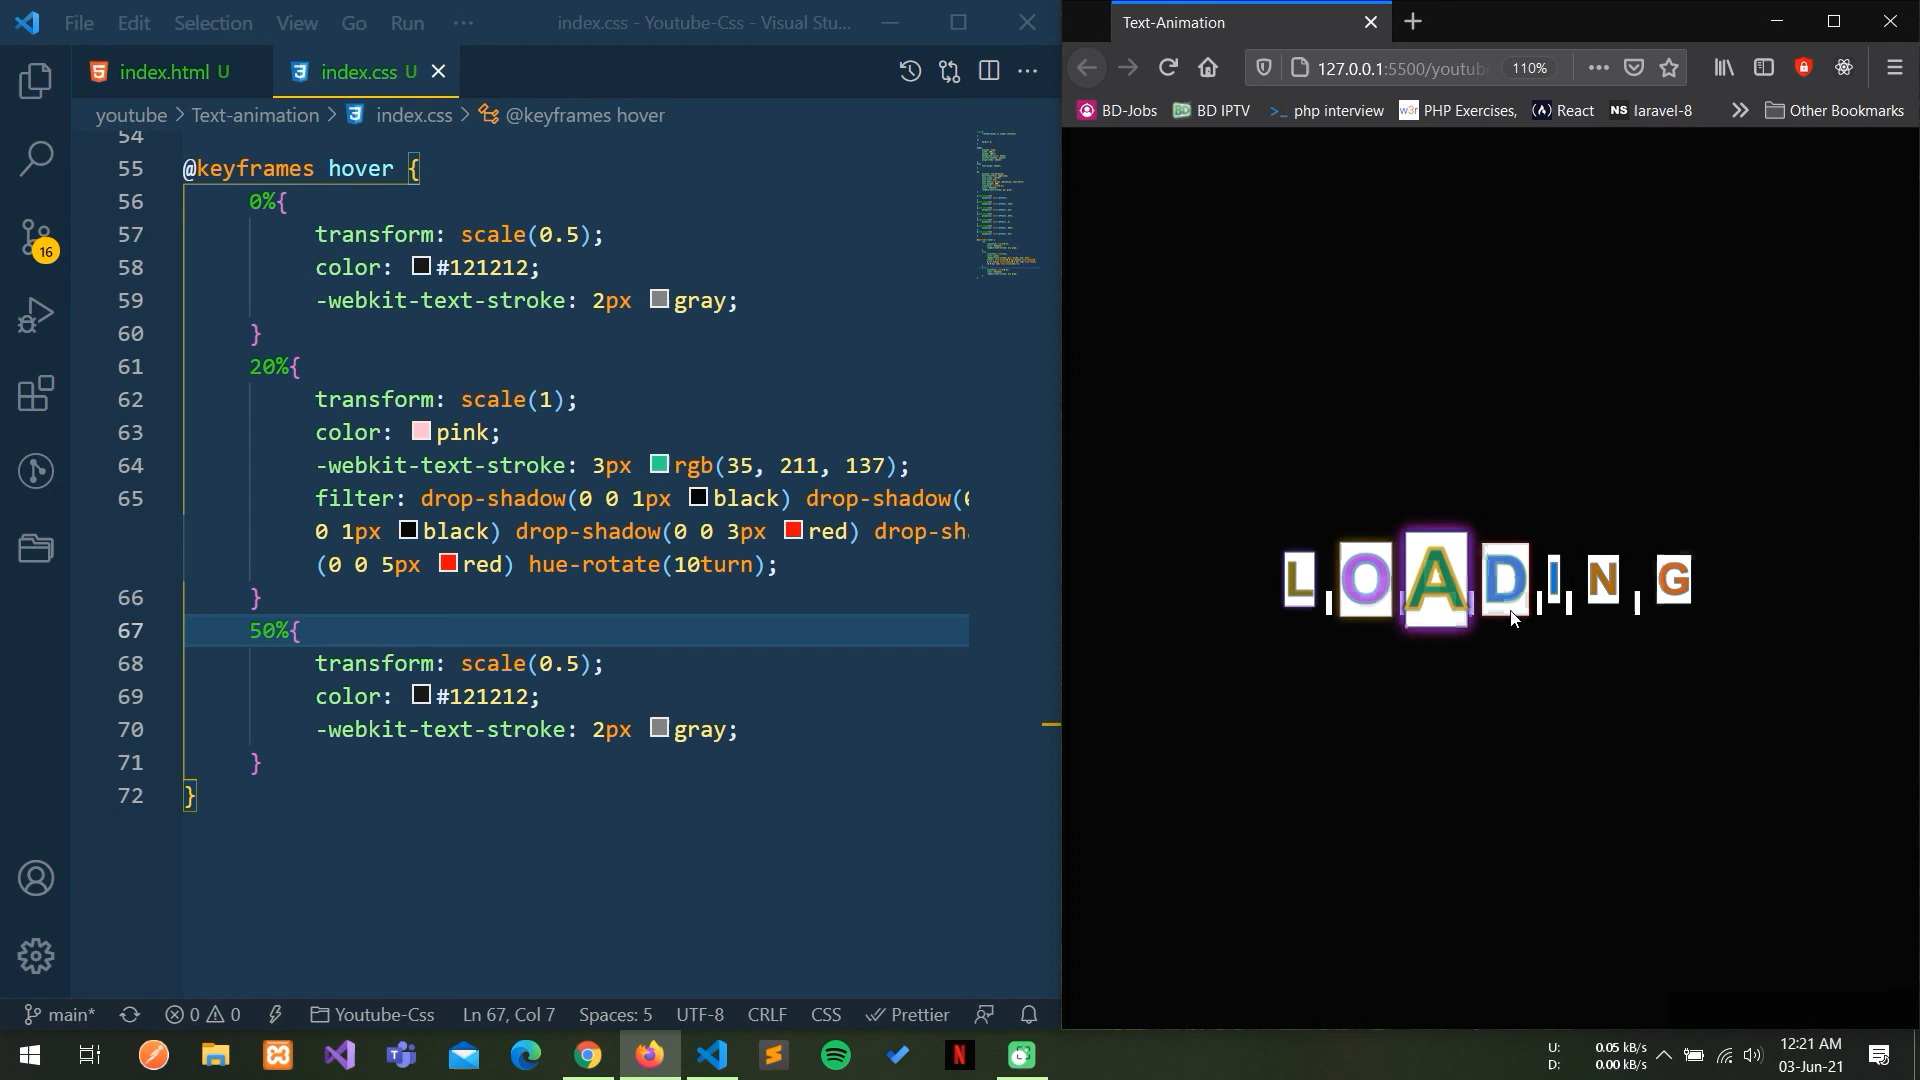 File Edit Selection View Go Run ··· index.css - Youtube-Css - Visual Stu...
index.html U index.css U
youtube > Text-animation > index.css > @keyframes hover
54
55 @keyframes hover {
56 0%{
57 transform: scale(0.5);
58 color: #121212;
59 -webkit-text-stroke: 2px gray;
60 }
61 20%{
62 transform: scale(1);
63 color: pink;
64 -webkit-text-stroke: 3px rgb(35, 211, 137);
65 filter: drop-shadow(0 0 1px black) drop-shadow(0
0 1px black) drop-shadow(0 0 3px red) drop-sha
(0 0 5px red) hue-rotate(10turn);
66 }
67 50%{
68 transform: scale(0.5);
69 color: #121212;
70 -webkit-text-stroke: 2px gray;
71 }
72 }
16
main* 0 0 Youtube-Css Ln 67, Col 7 Spaces: 5 UTF-8 CRLF CSS Prettier
Text-Animation
127.0.0.1:5500/youtub 110%
BD-Jobs BD BD IPTV >_ php interview w3r PHP Exercises, React NS laravel-8 Other Bookmarks
LOADING
U: 0.05 kB/s
D: 0.00 kB/s
12:21 AM
03-Jun-21